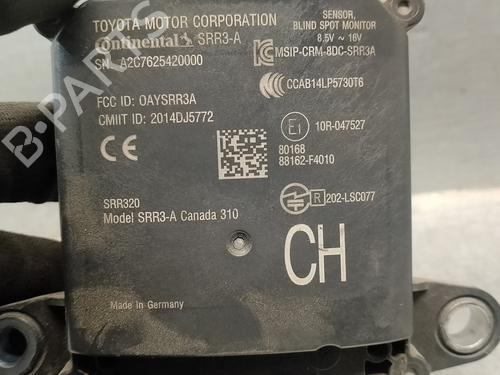 TOYOTA MOTOR CORPORATION
Continental SRR3-A
SN. A2C7625420000
SENSOR,
BLIND SPOT MONITOR
8.5V ~ 16V
MSIP-CRM-8DC-SRR3A
CCAB14LP5730T6
FCC ID: OAYSRR3A
CMIIT ID: 2014DJ5772
CE
E1
10R-047527
80168
88162-F4010
R 202-LSC077
SRR320
Model SRR3-A Canada 310
CH
Made in Germany
B-PARTS